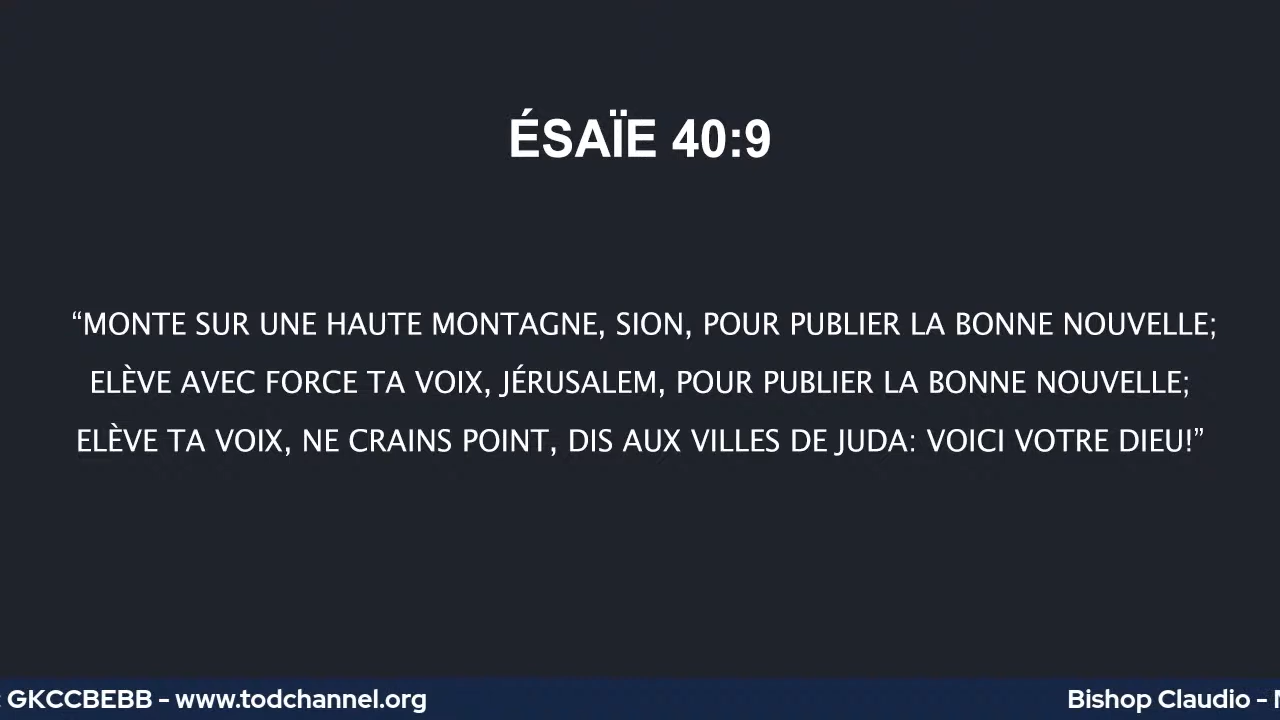 ÉSAÏE 40:9
“MONTE SUR UNE HAUTE MONTAGNE, SION, POUR PUBLIER LA BONNE NOUVELLE;
ELÈVE AVEC FORCE TA VOIX, JÉRUSALEM, POUR PUBLIER LA BONNE NOUVELLE;
ELÈVE TA VOIX, NE CRAINS POINT, DIS AUX VILLES DE JUDA: VOICI VOTRE DIEU!”
: GKCCBEBB - www.todchannel.org Bishop Claudio -